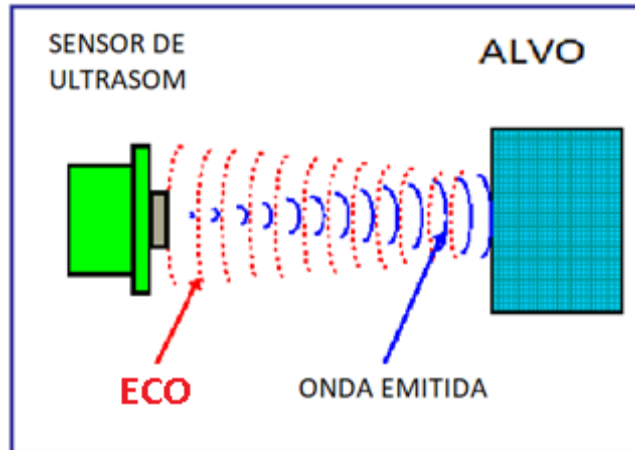 SENSOR DE
ULTRASOM
ALVO
ECO
ONDA EMITIDA